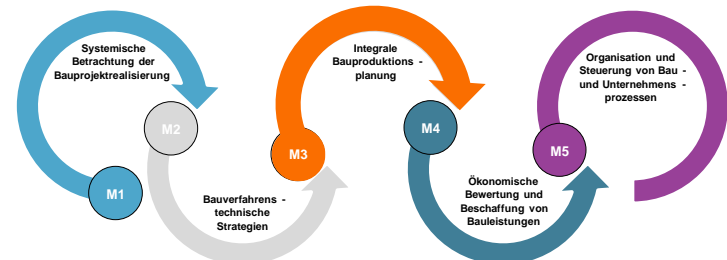 Systemische
Betrachtung der
Bauprojektrealisierung
M1
M2
Bauverfahrens -
technische
Strategien
Integrale
Bauproduktions -
planung
M3
M4
Ökonomische
Bewertung und
Beschaffung von
Bauleistungen
Organisation und
Steuerung von Bau -
und Unternehmens -
prozessen
M5